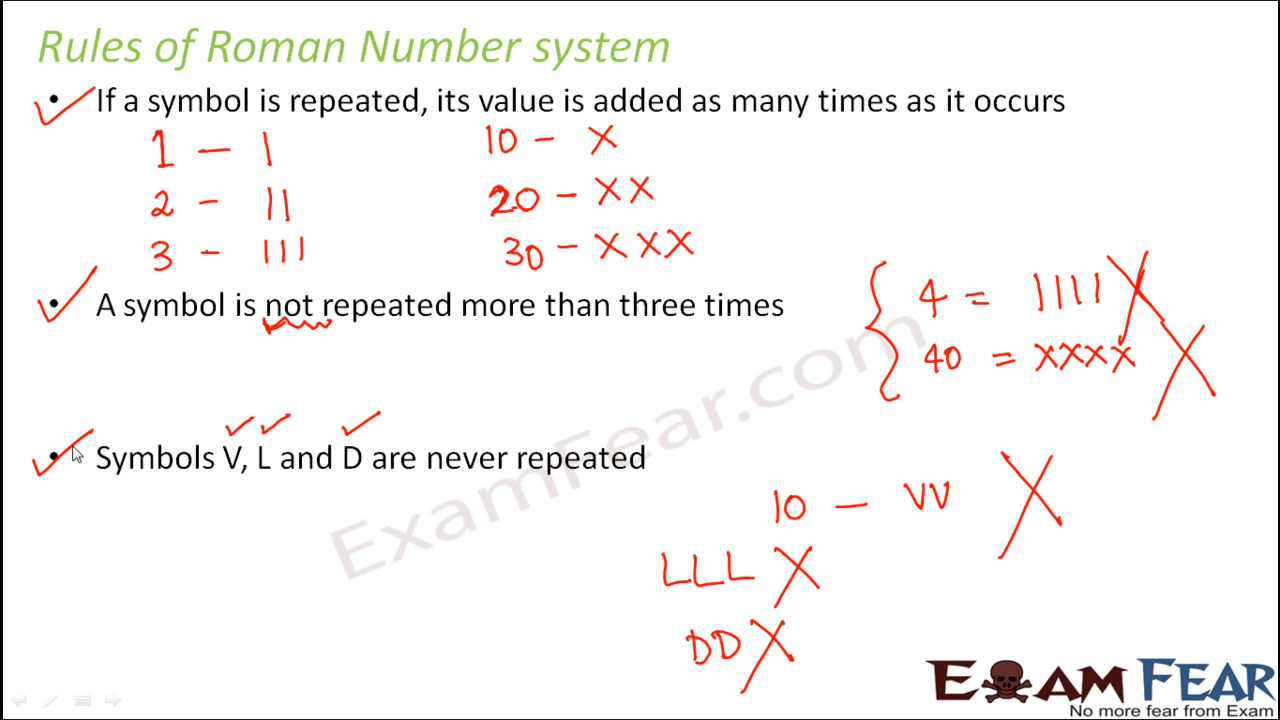 Rules of Roman Number system
• If a symbol is repeated, its value is added as many times as it occurs
1 – I 10 – X
2 – II 20 – XX
3 – III 30 – XXX
• A symbol is not repeated more than three times
4 = IIII X
40 = XXXX X
• Symbols V, L and D are never repeated
10 – VV X
LLL X
DD X
ExamFear.com
EXAM FEAR
No more fear from Exam